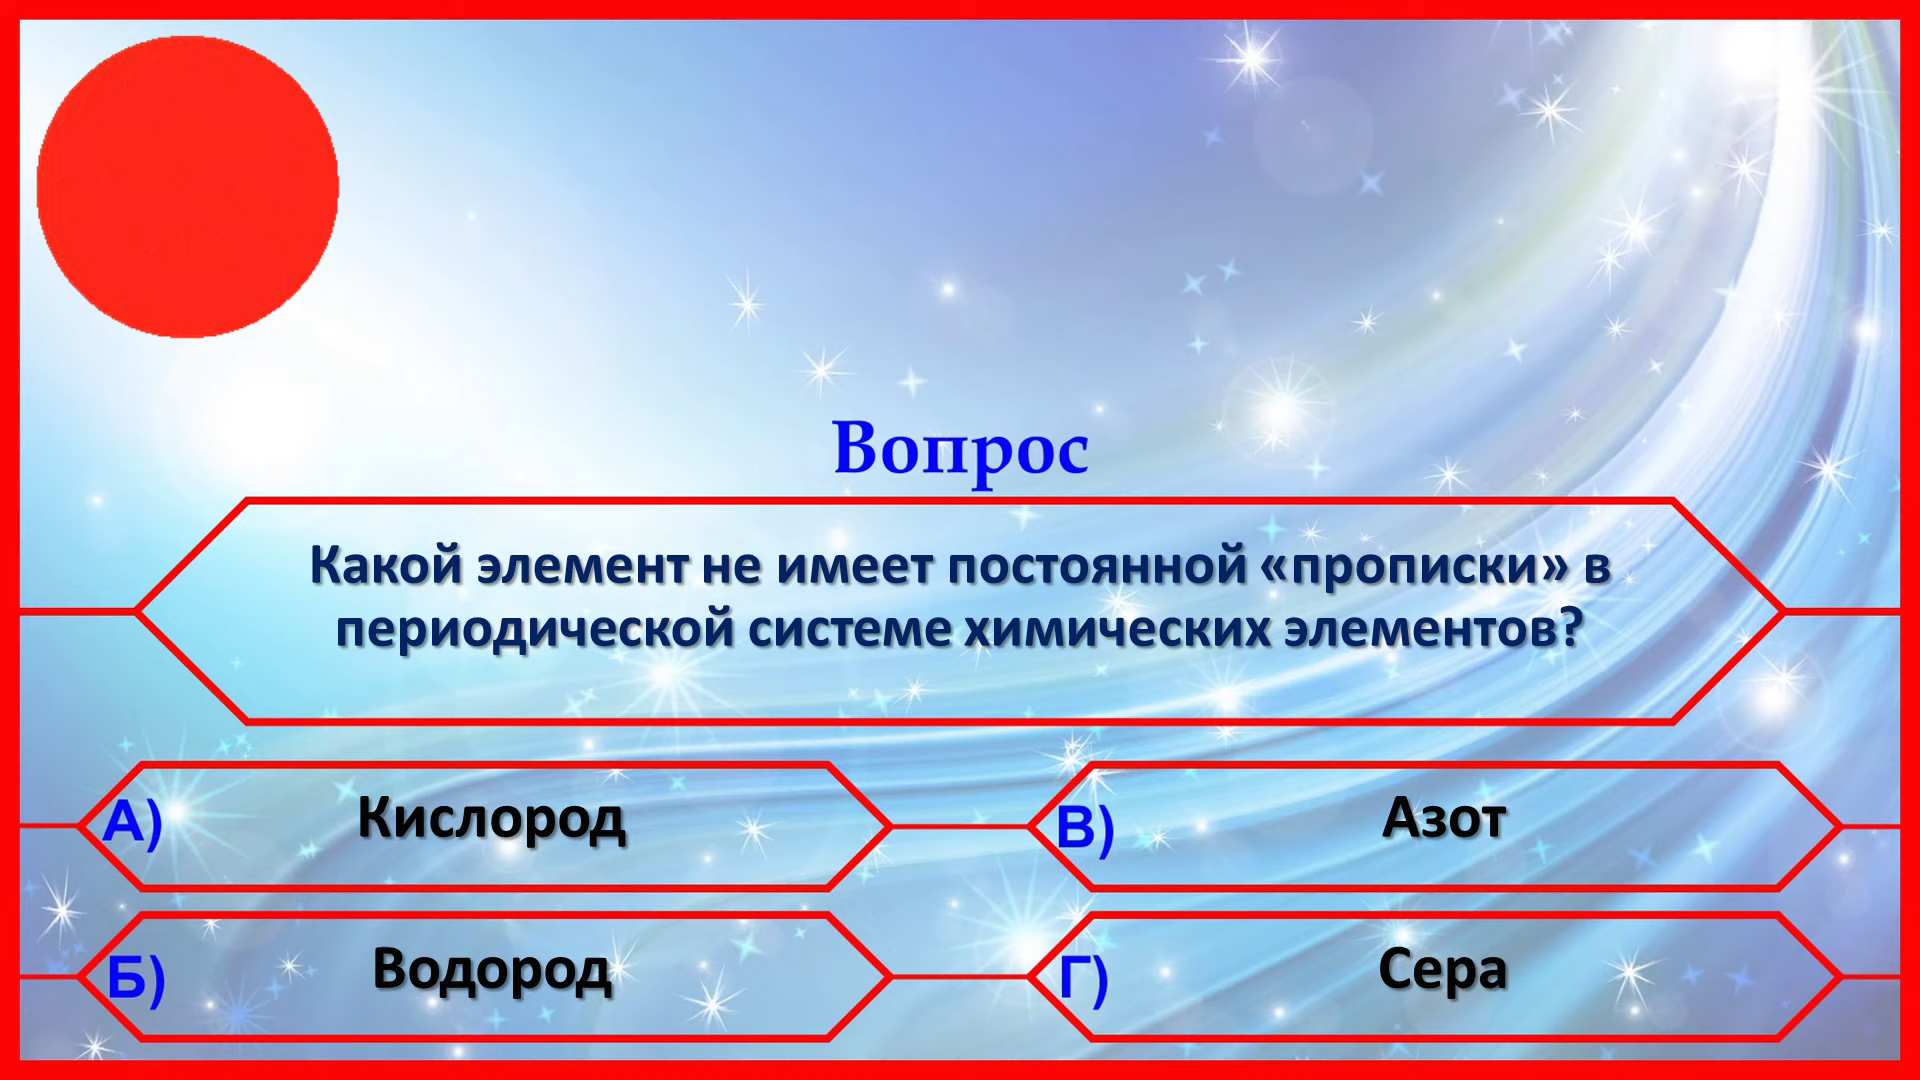 Вопрос
Какой элемент не имеет постоянной «прописки» в
периодической системе химических элементов?
А) Кислород
В) Азот
Б) Водород
Г) Сера